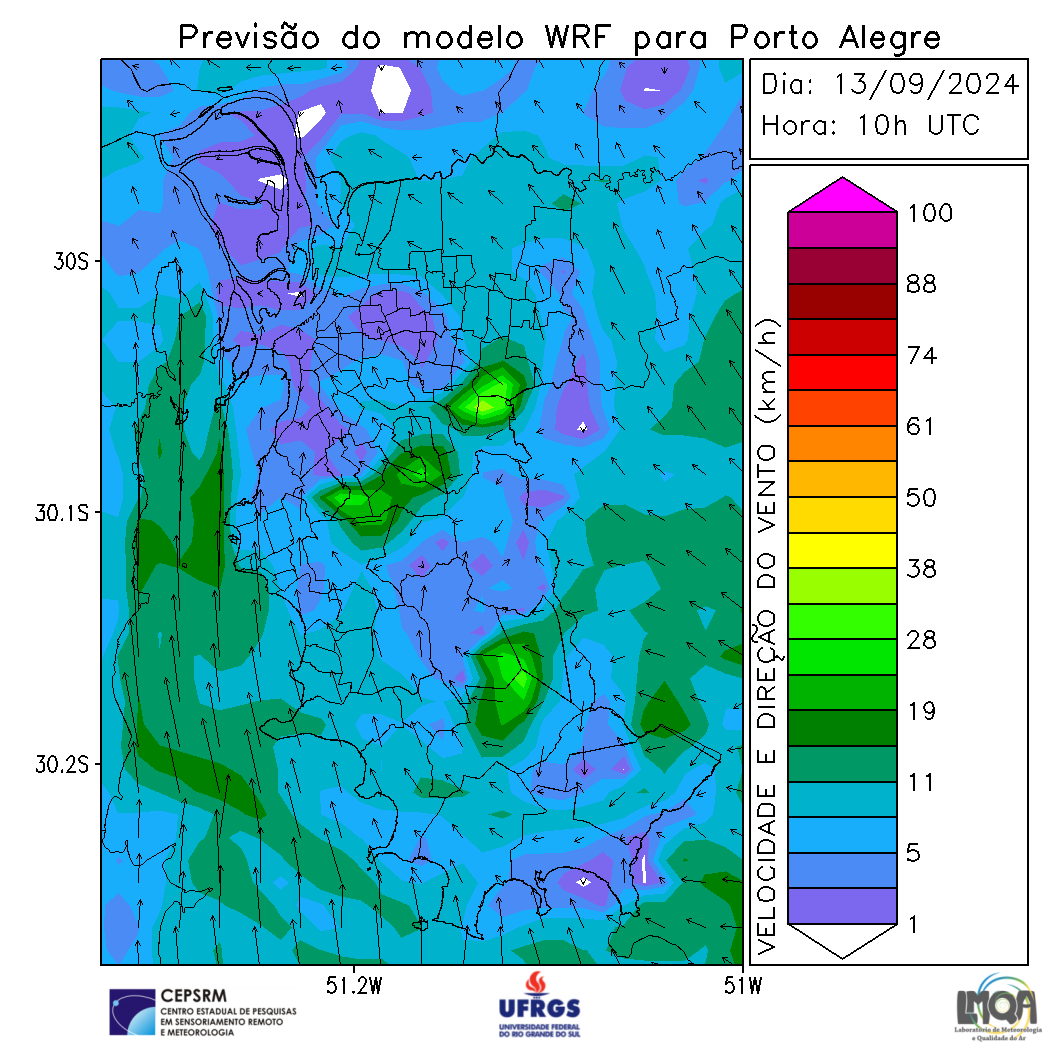 Previsão do modelo WRF para Porto Alegre
Dia: 13/09/2024
Hora: 10h UTC
30S
30.1S
30.2S
51.2W
51W
VELOCIDADE E DIREÇÃO DO VENTO (km/h)
100
88
74
61
50
38
28
19
11
5
1
CEPSRM
CENTRO ESTADUAL DE PESQUISAS
EM SENSORIAMENTO REMOTO
E METEOROLOGIA
UFRGS
UNIVERSIDADE FEDERAL
DO RIO GRANDE DO SUL
LMQA
Laboratório de Meteorologia
e Qualidade do Ar